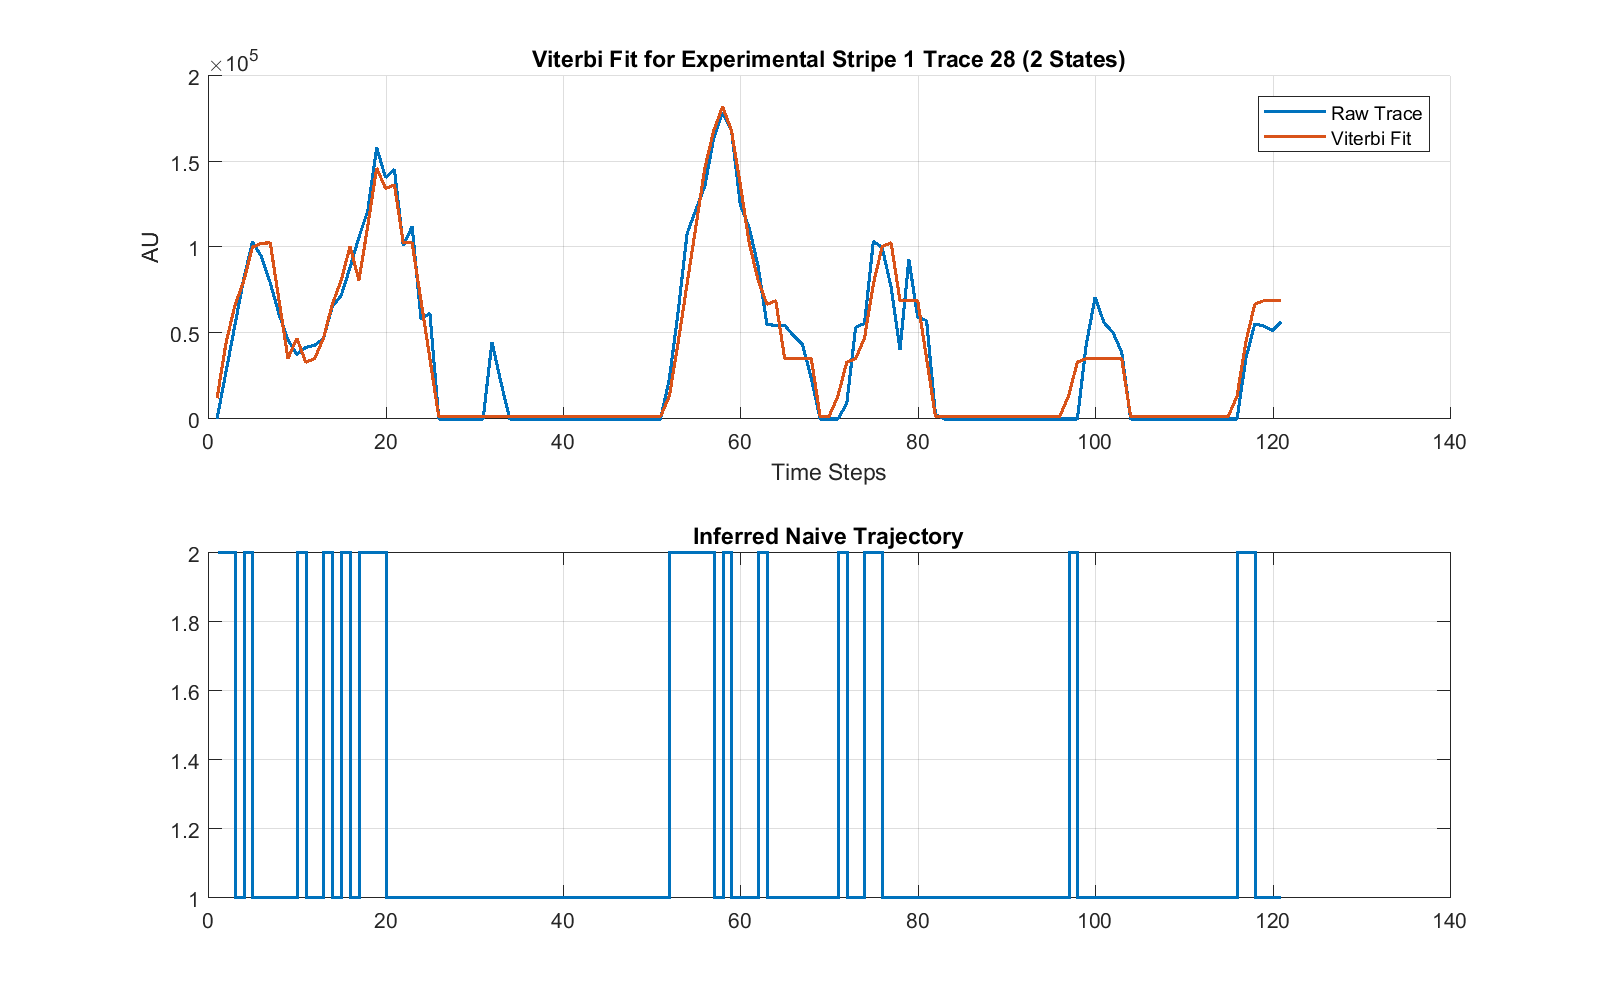 Viterbi Fit for Experimental Stripe 1 Trace 28 (2 States)
×10^5
2
1.5
1
0.5
0
AU
Raw Trace
Viterbi Fit
0 20 40 60 80 100 120 140
Time Steps
Inferred Naive Trajectory
2
1.8
1.6
1.4
1.2
1
0 20 40 60 80 100 120 140